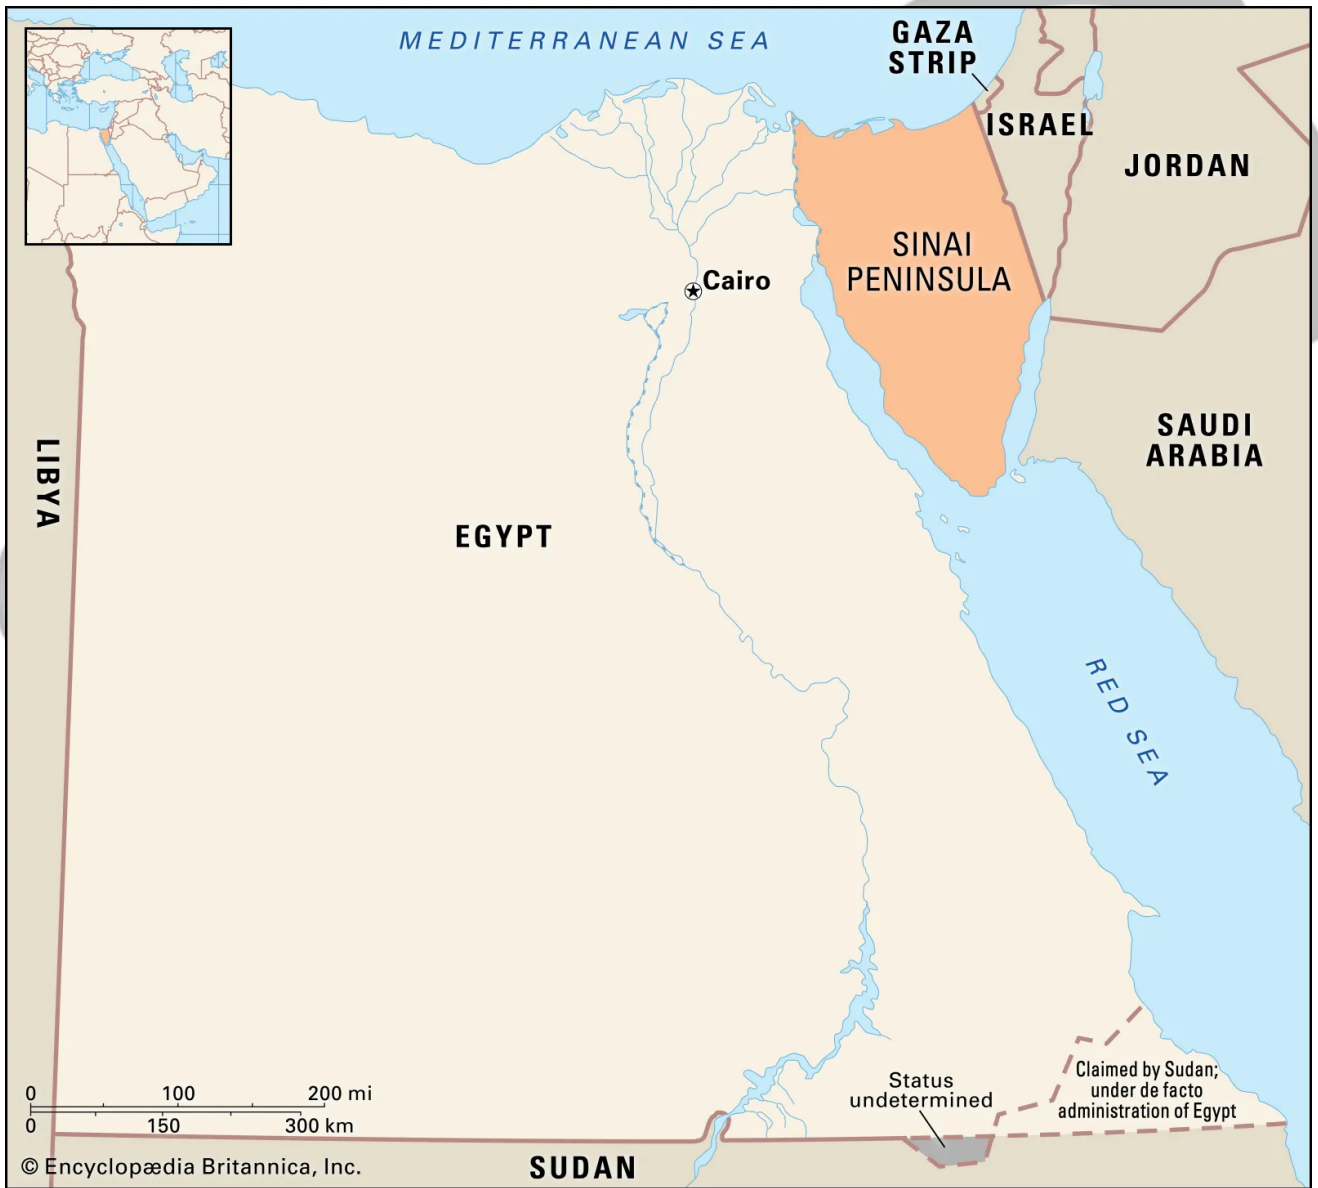 MEDITERRANEAN SEA
GAZA
STRIP
ISRAEL
JORDAN
SINAI
PENINSULA
Cairo
SAUDI
ARABIA
LIBYA
EGYPT
RED SEA
Claimed by Sudan;
under de facto
administration of Egypt
Status
undetermined
0 100 200 mi
0 150 300 km
© Encyclopædia Britannica, Inc.
SUDAN